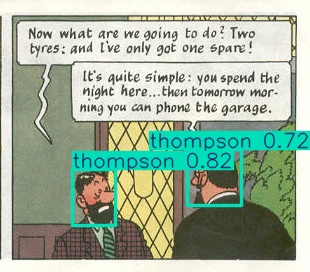 Now what are we going to do? Two
tyres: and I've only got one spare!
It's quite simple: you spend the
night here...then tomorrow mor-
ning you can phone the garage.
thompson 0.72
thompson 0.82